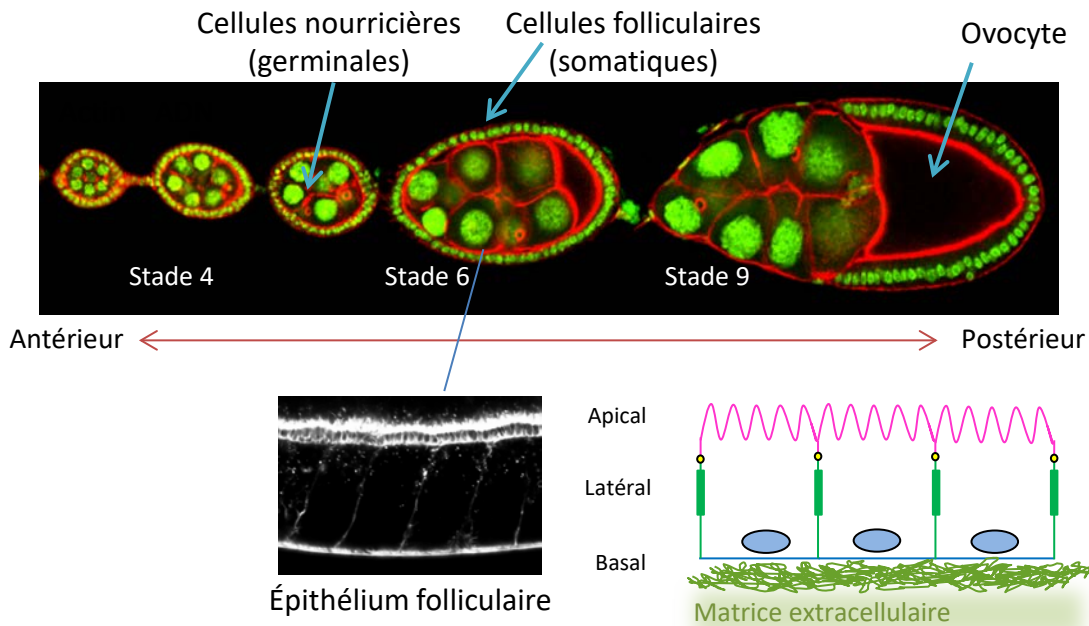 Cellules nourricières
(germinales)
Cellules folliculaires
(somatiques)
Ovocyte
Stade 4
Stade 6
Stade 9
Antérieur
Postérieur
Apical
Latéral
Basal
Épithélium folliculaire
Matrice extracellulaire